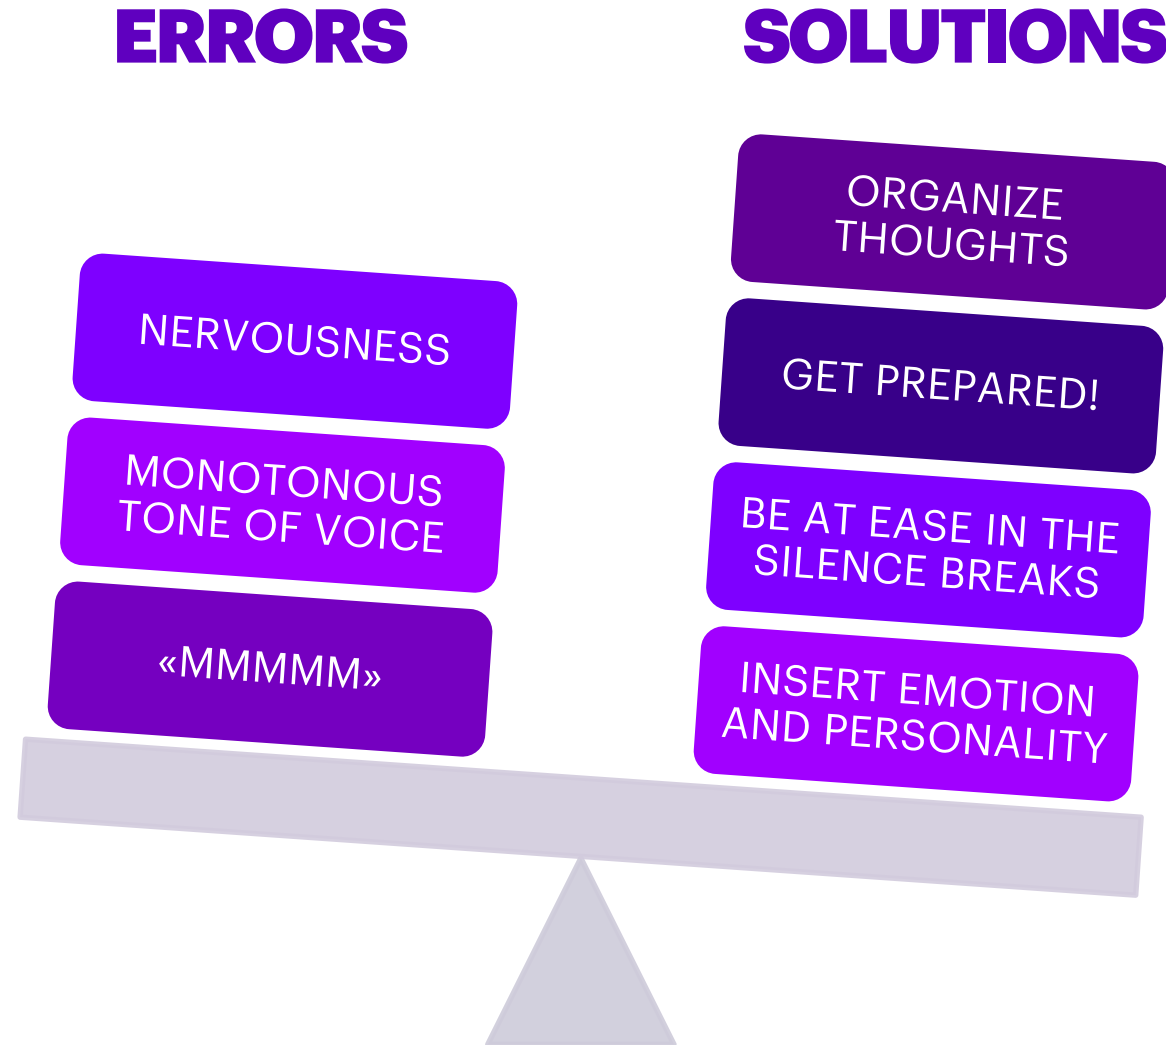 ERRORS
NERVOUSNESS
MONOTONOUS
TONE OF VOICE
«MMMMM»
SOLUTIONS
ORGANIZE
THOUGHTS
GET PREPARED!
BE AT EASE IN THE
SILENCE BREAKS
INSERT EMOTION
AND PERSONALITY